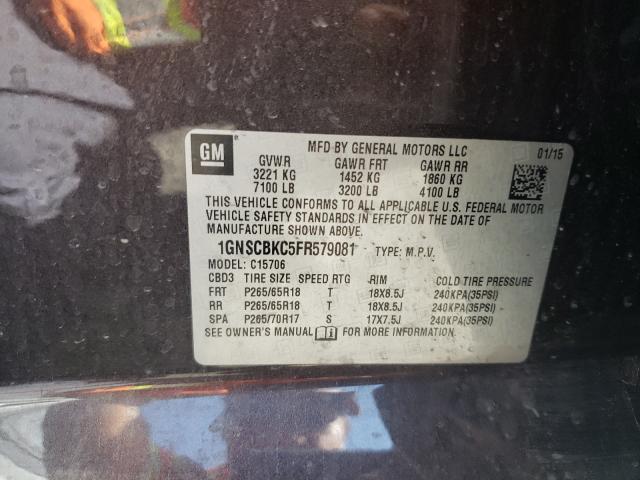 GM
MFD BY GENERAL MOTORS LLC 01/15
GVWR GAWR FRT GAWR RR
3221 KG 1452 KG 1860 KG
7100 LB 3200 LB 4100 LB
THIS VEHICLE CONFORMS TO ALL APPLICABLE U.S. FEDERAL MOTOR
VEHICLE SAFETY STANDARDS IN EFFECT ON THE DATE OF
MANUFACTURE SHOWN ABOVE.
1GNSCBKC5FR579081 TYPE: M.P.V.
MODEL: C15706
CBD3 TIRE SIZE SPEED RTG RIM COLD TIRE PRESSURE
FRT P265/65R18 T 18X8.5J 240KPA(35PSI)
RR P265/65R18 T 18X8.5J 240KPA(35PSI)
SPA P265/70R17 S 17X7.5J 240KPA(35PSI)
SEE OWNER'S MANUAL FOR MORE INFORMATION.